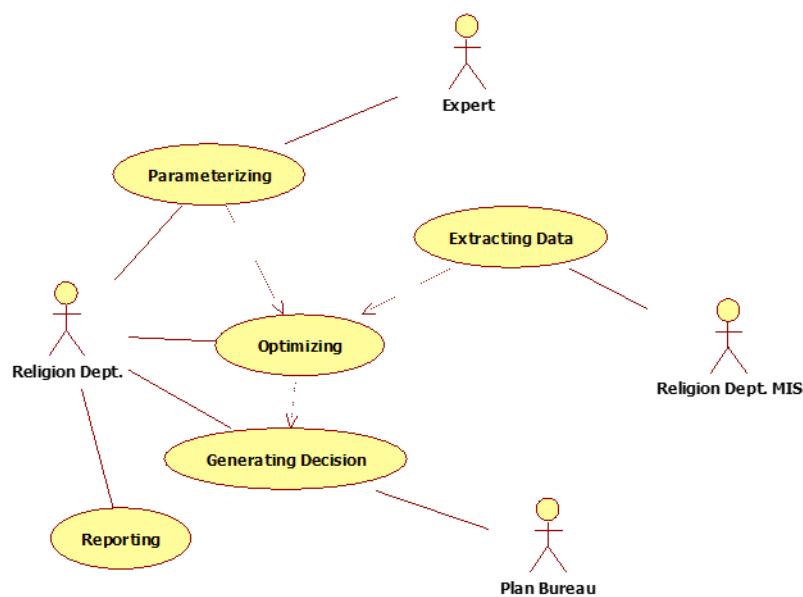 Expert
Parameterizing
Extracting Data
Optimizing
Religion Dept.
Religion Dept. MIS
Generating Decision
Reporting
Plan Bureau